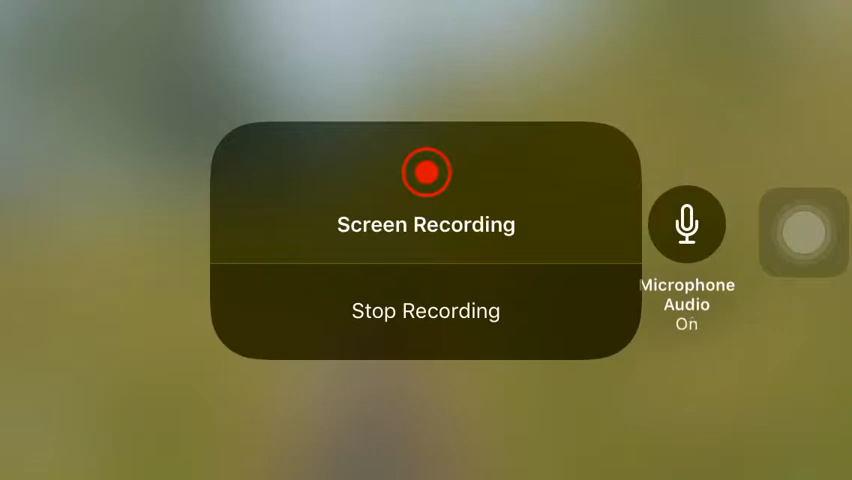 Screen Recording
Stop Recording
Microphone
Audio
On